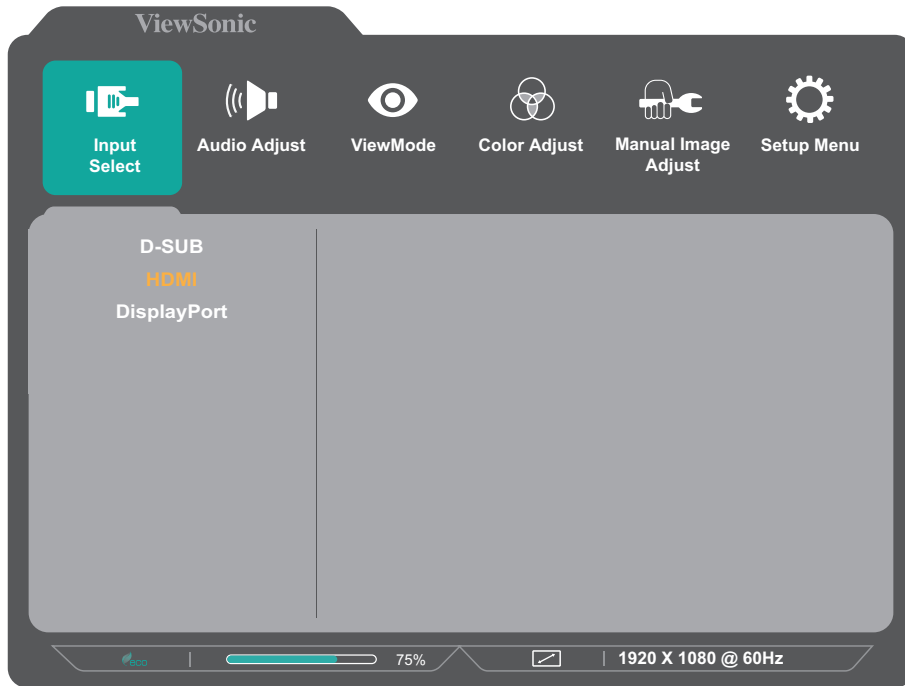 ViewSonic
Input
Select
Audio Adjust
ViewMode
Color Adjust
Manual Image
Adjust
Setup Menu
D-SUB
HDMI
DisplayPort
eco
75%
1920 X 1080 @ 60Hz